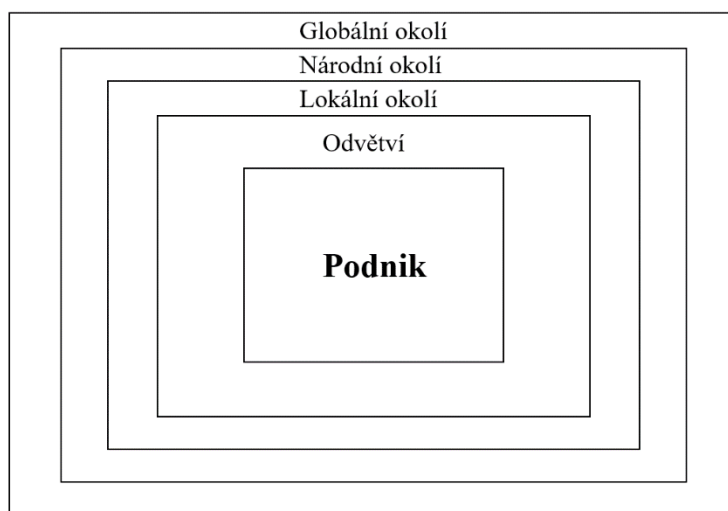 Globální okolí
Národní okolí
Lokální okolí
Odvětví
Podnik